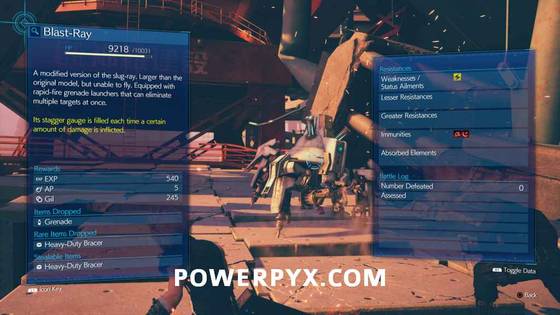 Blast-Ray
HP 9218 /10031
A modified version of the slug-ray. Larger than the
original model, but unable to fly. Equipped with
rapid-fire grenade launchers that can eliminate
multiple targets at once.
Its stagger gauge is filled each time a certain
amount of damage is inflicted.
Rewards
EXP 540
AP 5
Gil 245
Items Dropped
Grenade
Rare Items Dropped
Heavy-Duty Bracer
Stealable Items
Heavy-Duty Bracer
Icon Key
Resistances
Weaknesses /
Status Ailments
Lesser Resistances
Greater Resistances
Immunities
Absorbed Elements
Battle Log
Number Defeated 0
Assessed
Toggle Data
Back
POWERPYX.COM